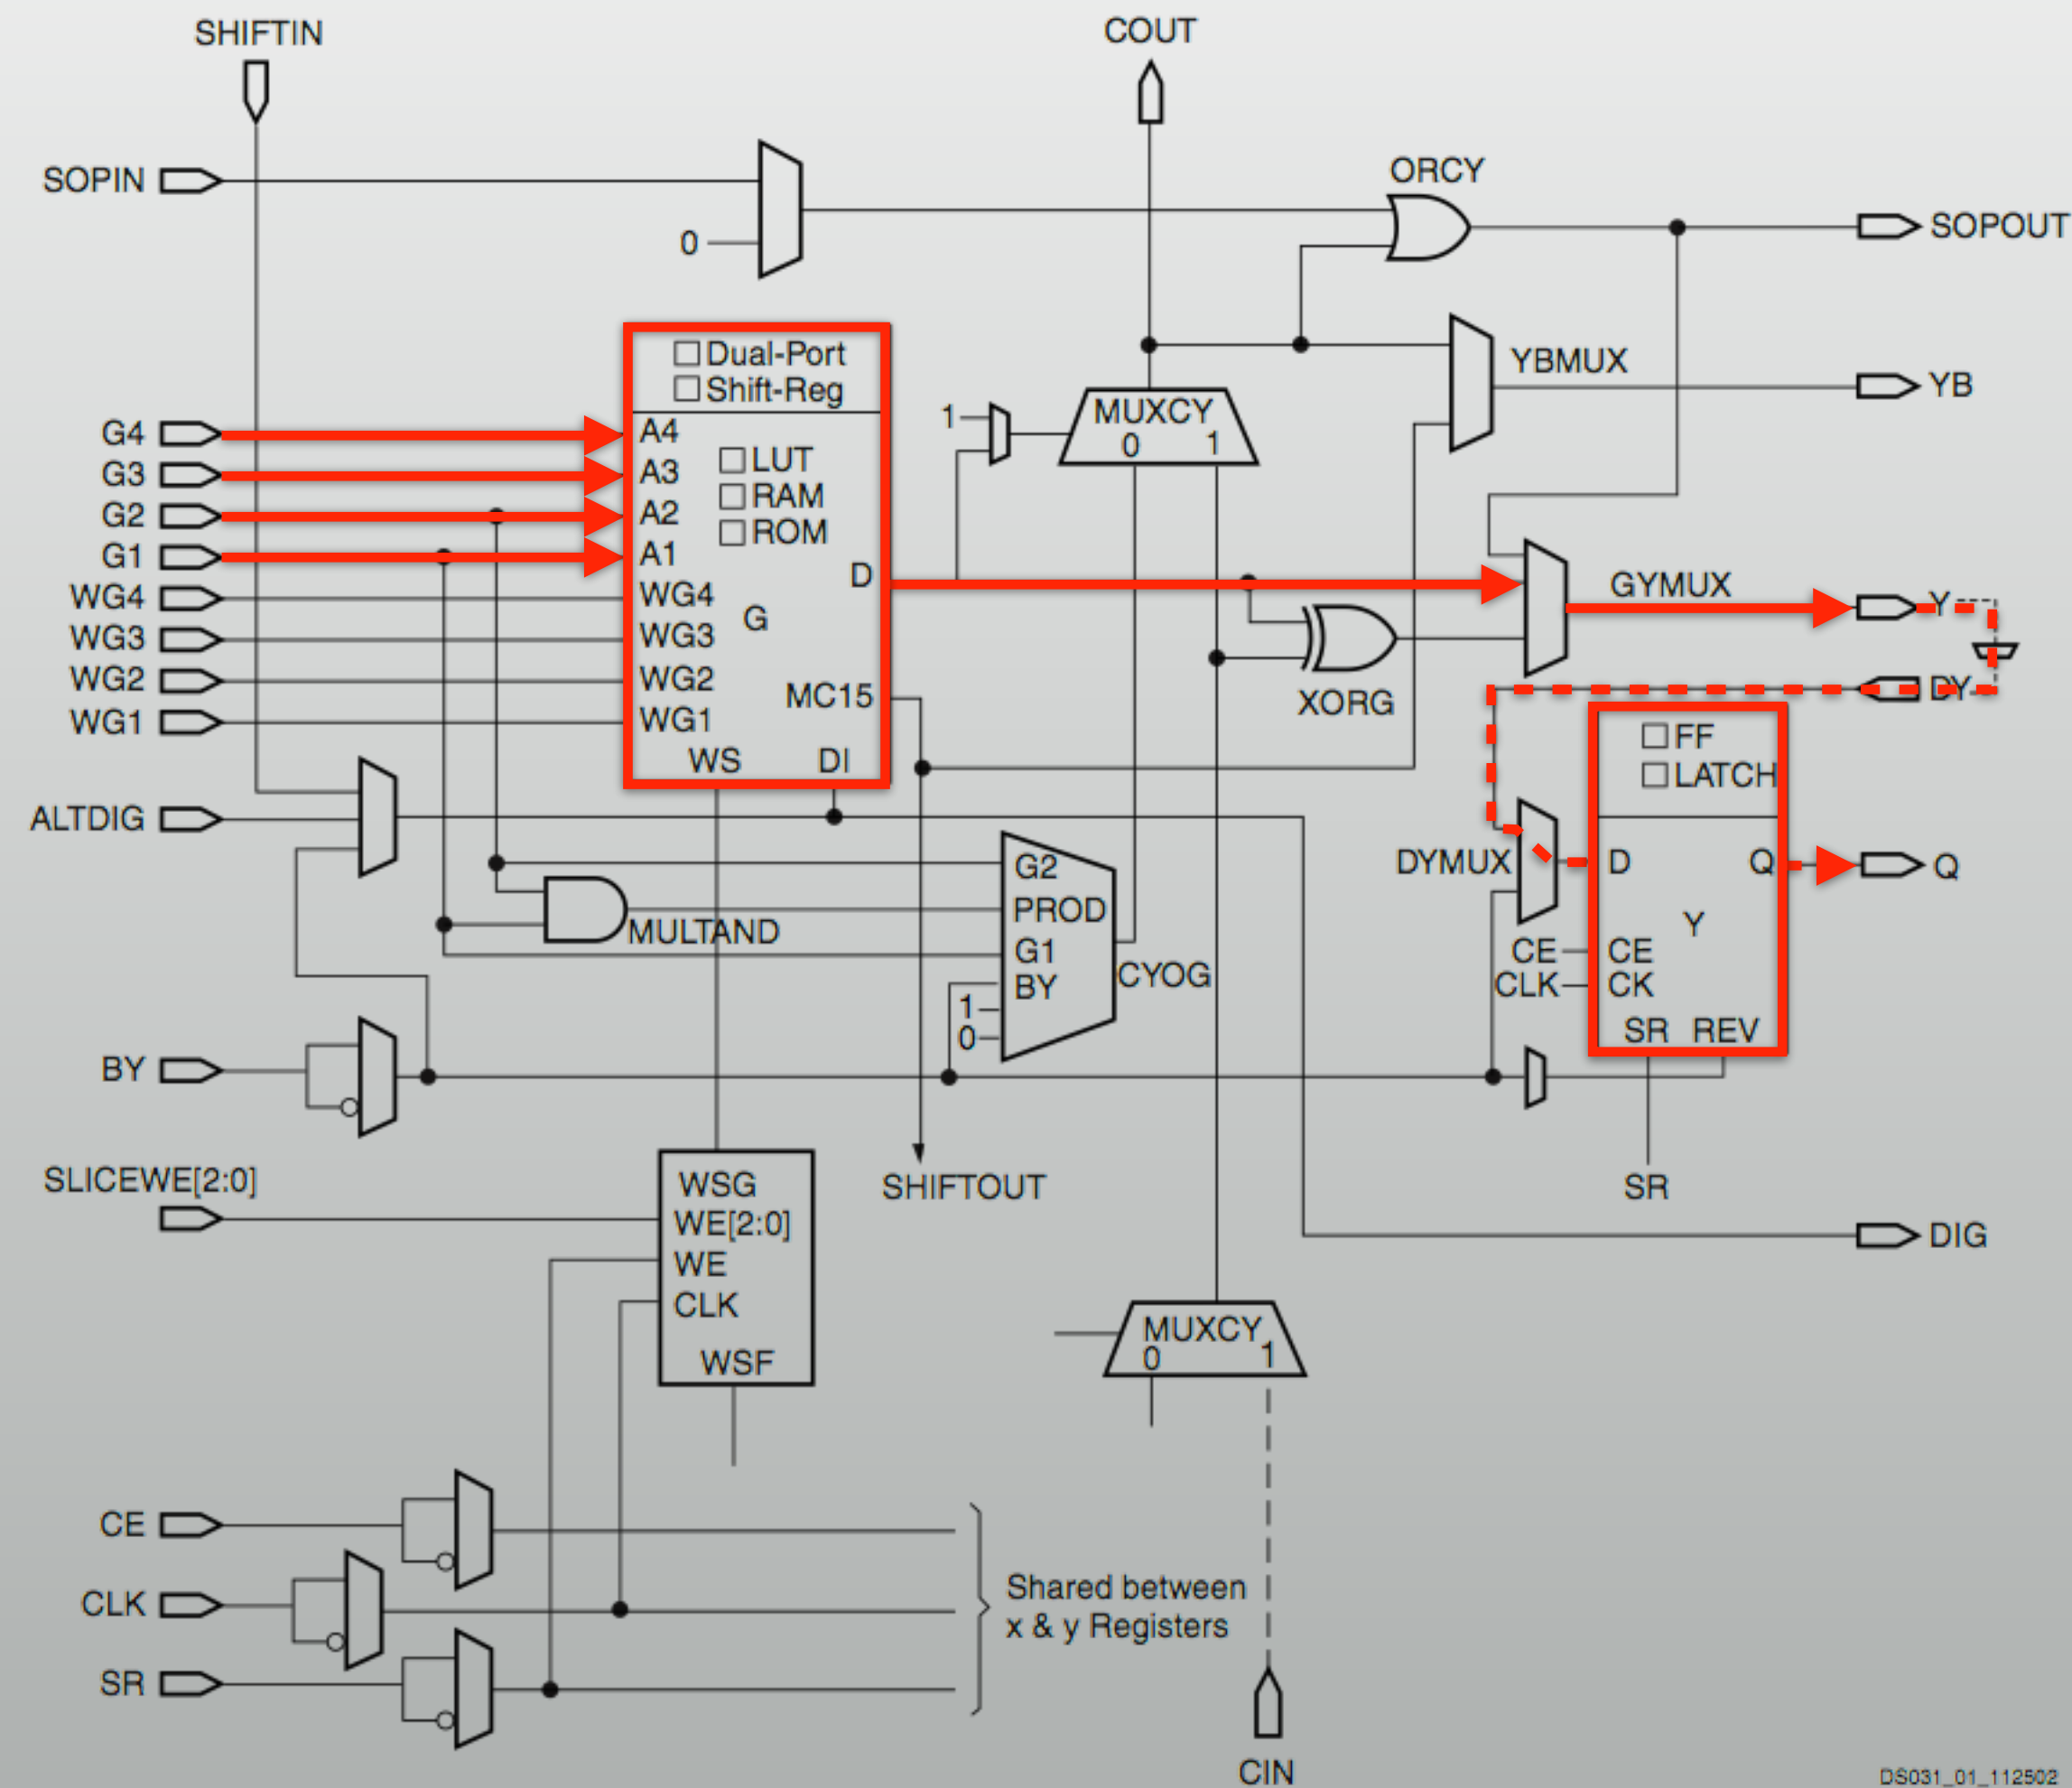 SHIFTIN
COUT
SOPIN
ORCY
SOPOUT
0
Dual-Port
Shift-Reg
YBMUX
YB
G4
G3
G2
G1
WG4
WG3
WG2
WG1
A4
A3
A2
A1
WG4
WG3
WG2
WG1
LUT
RAM
ROM
D
G
MC15
WS
DI
1
MUXCY
0
1
GYMUX
Y
DY
XORG
FF
LATCH
ALTDIG
DYMUX
D
Q
Q
Y
CE
CLK
CE
CK
SR
REV
MULTAND
G2
PROD
G1
BY
1
0
CYOG
BY
SLICEWE[2:0]
WSG
WE[2:0]
WE
CLK
WSF
SHIFTOUT
SR
DIG
MUXCY
0
1
CE
CLK
SR
Shared between
x & y Registers
CIN
DS031_01_112502